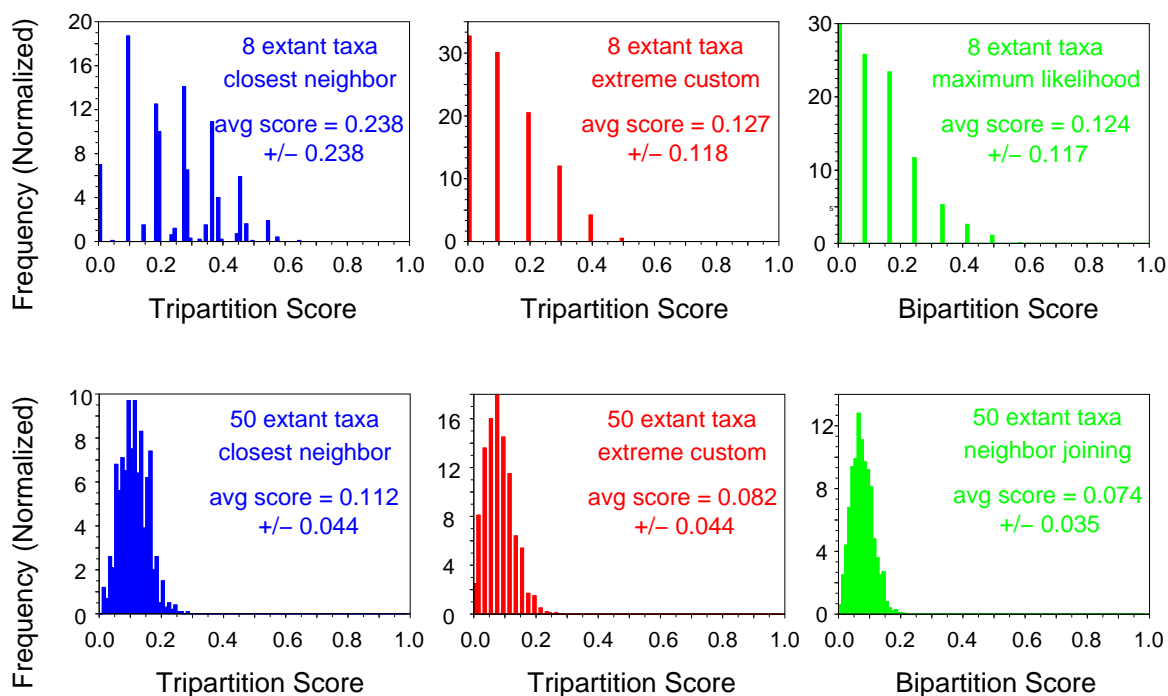 20
16
12
8
4
0
0.0 0.2 0.4 0.6 0.8 1.0
Frequency (Normalized)
Tripartition Score
8 extant taxa
closest neighbor
avg score = 0.238
+/− 0.238
30
20
10
0
0.0 0.2 0.4 0.6 0.8 1.0
Tripartition Score
8 extant taxa
extreme custom
avg score = 0.127
+/− 0.118
30
20
10
5
0
0.0 0.2 0.4 0.6 0.8 1.0
Bipartition Score
8 extant taxa
maximum likelihood
avg score = 0.124
+/− 0.117
10
8
6
4
2
0
0.0 0.2 0.4 0.6 0.8 1.0
Frequency (Normalized)
Tripartition Score
50 extant taxa
closest neighbor
avg score = 0.112
+/− 0.044
16
12
8
4
0
0.0 0.2 0.4 0.6 0.8 1.0
Tripartition Score
50 extant taxa
extreme custom
avg score = 0.082
+/− 0.044
12
8
4
0
0.0 0.2 0.4 0.6 0.8 1.0
Bipartition Score
50 extant taxa
neighbor joining
avg score = 0.074
+/− 0.035